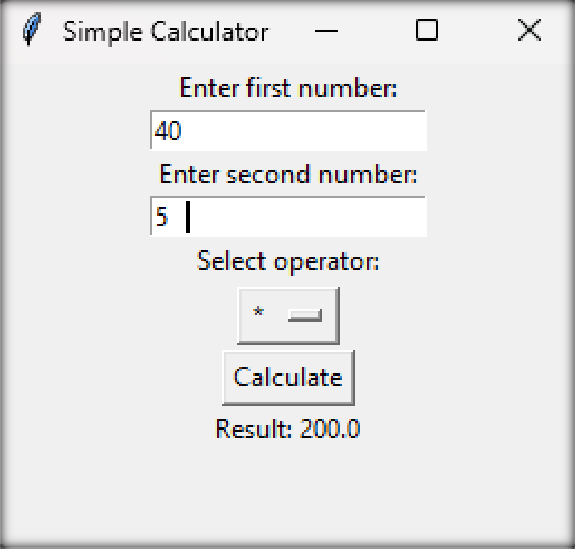 Simple Calculator
Enter first number:
40
Enter second number:
5
Select operator:
*
Calculate
Result: 200.0